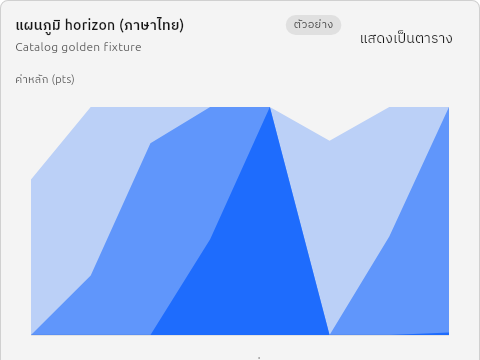 แผนภูมิ horizon (ภาษาไทย)
ตัวอย่าง
แสดงเป็นตาราง
Catalog golden fixture
ค่าหลัก (pts)